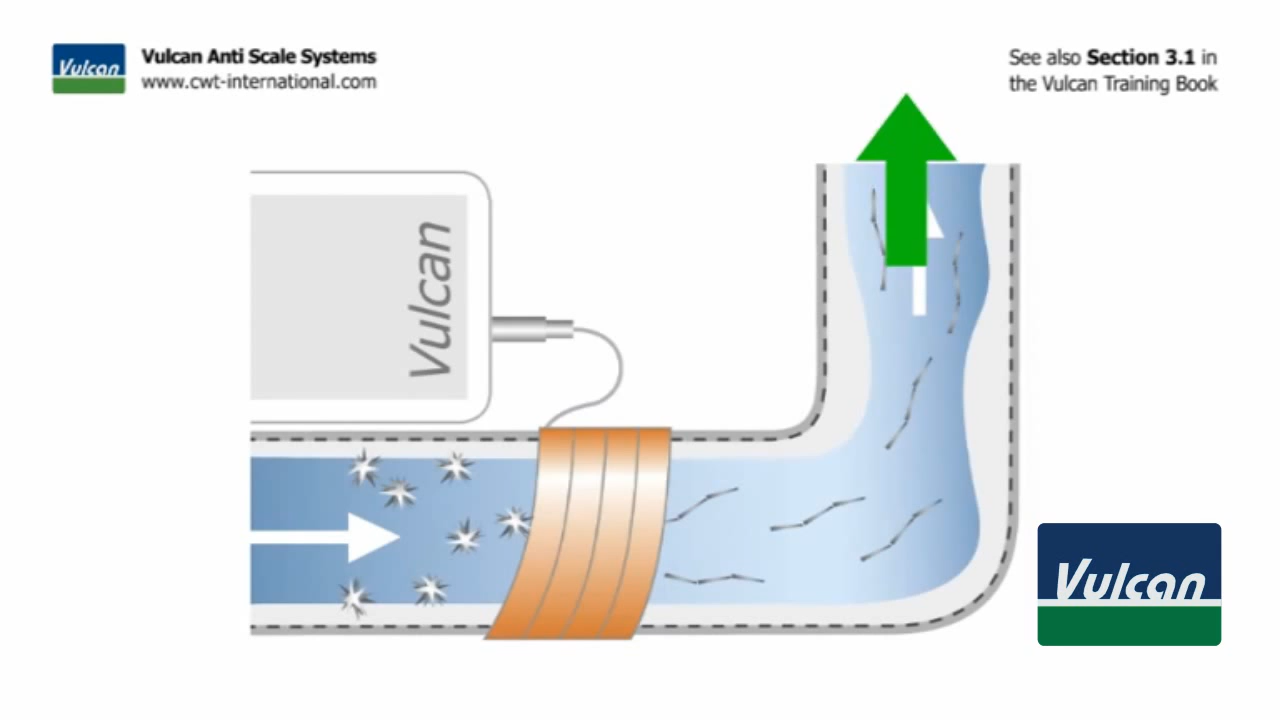 Vulcan
Vulcan Anti Scale Systems
www.cwt-international.com
See also Section 3.1 in
the Vulcan Training Book
Vulcan
Vulcan